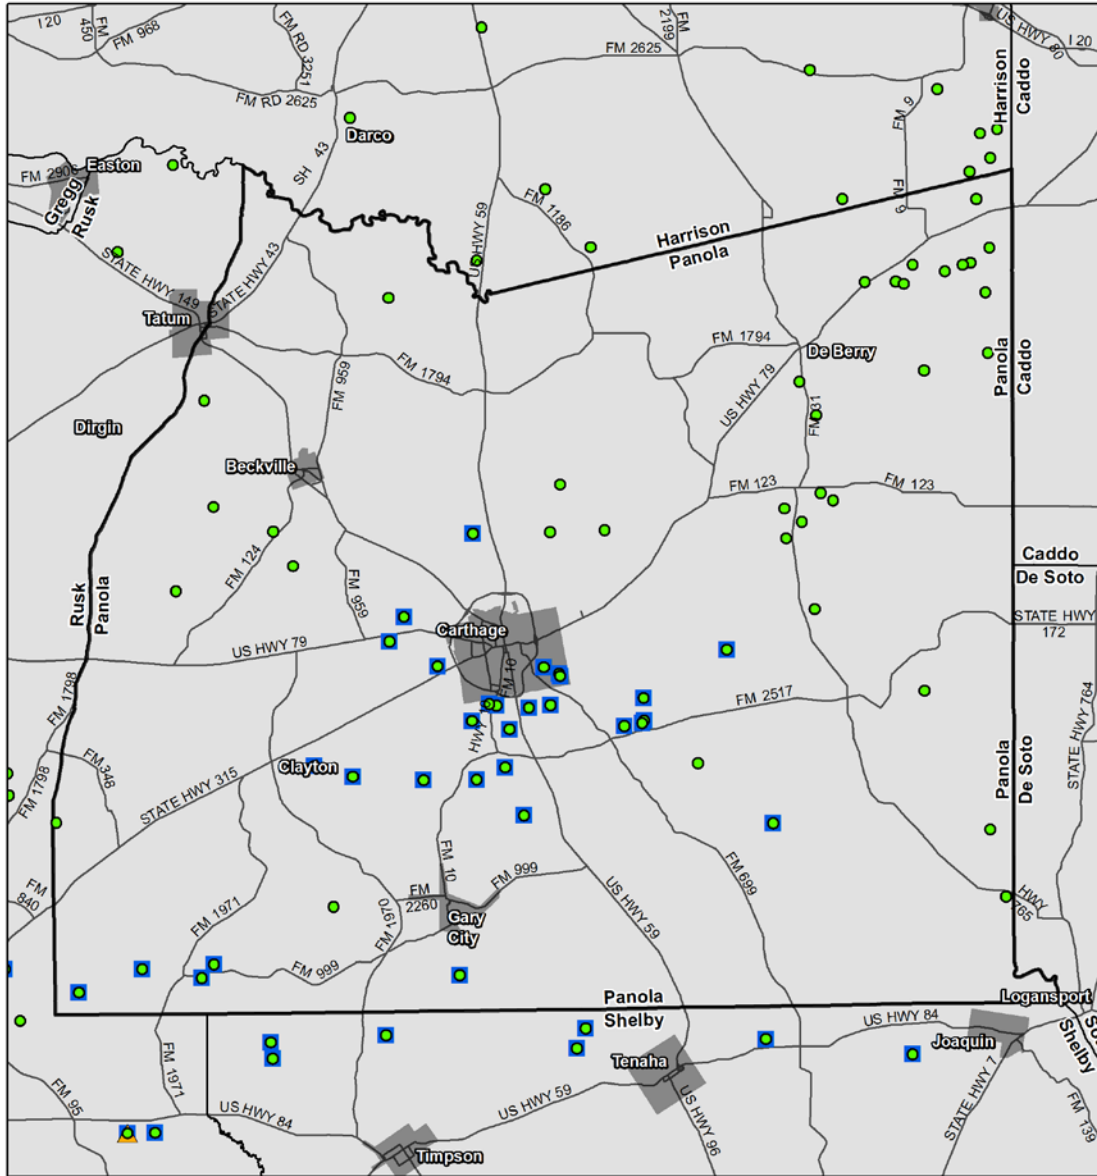 I 20
FM
450
FM 968
FM RD 3251
FM
2199
FM 2625
US HWY 80
I 20
Harrison
Caddo
FM RD 2625
FM 9
Darco
SH 43
Easton
FM 2906
Gregg
Rusk
FM 9
FM 1186
US HWY 59
Harrison
Panola
STATE HWY 149
STATE HWY 43
Tatum
FM 1794
De Berry
FM 959
FM 1794
Panola
Caddo
US HWY 79
FM 31
Dirgin
Beckville
FM 123
FM 123
FM 124
Caddo
De Soto
FM 959
Rusk
Panola
STATE HWY
172
Carthage
US HWY 79
FM 10
FM 1798
FM 2517
STATE HWY 764
HWY
Clayton
FM 348
FM 1798
STATE HWY 315
Panola
De Soto
FM 10
FM 999
FM 699
FM
840
FM
2260
US HWY 59
HWY
765
FM 1971
FM 1970
Gary
City
FM 999
Panola
Shelby
Logansport
US HWY 84
Joaquin
Shelby
Tenaha
FM 1971
STATE HWY 7
FM 95
US HWY 59
US HWY 84
US HWY 96
FM 139
Timpson